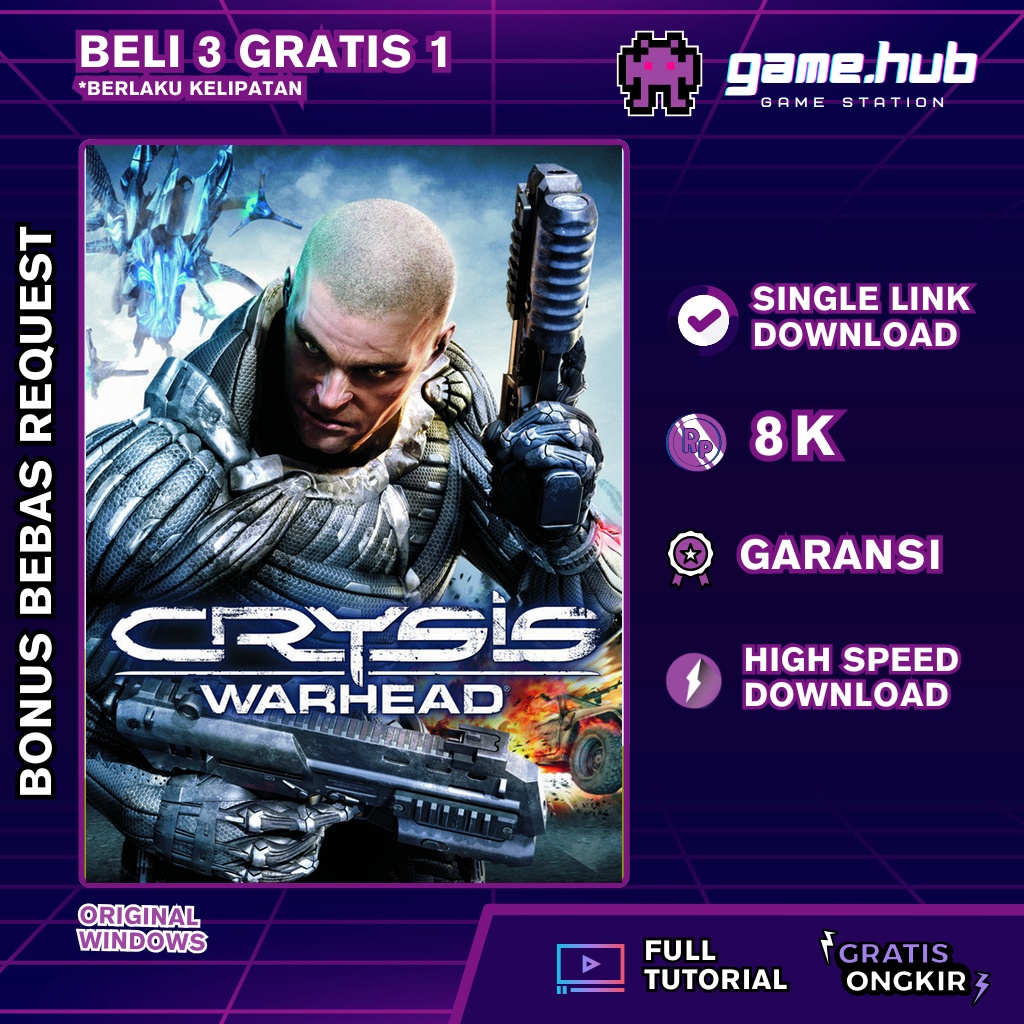 BELI 3 GRATIS 1
*BERLAKU KELIPATAN
game.hub
GAME STATION
BONUS BEBAS REQUEST
CRYSIS
WARHEAD®
SINGLE LINK
DOWNLOAD
RP
8K
GARANSI
HIGH SPEED
DOWNLOAD
ORIGINAL
WINDOWS
FULL
TUTORIAL
GRATIS
ONGKIR